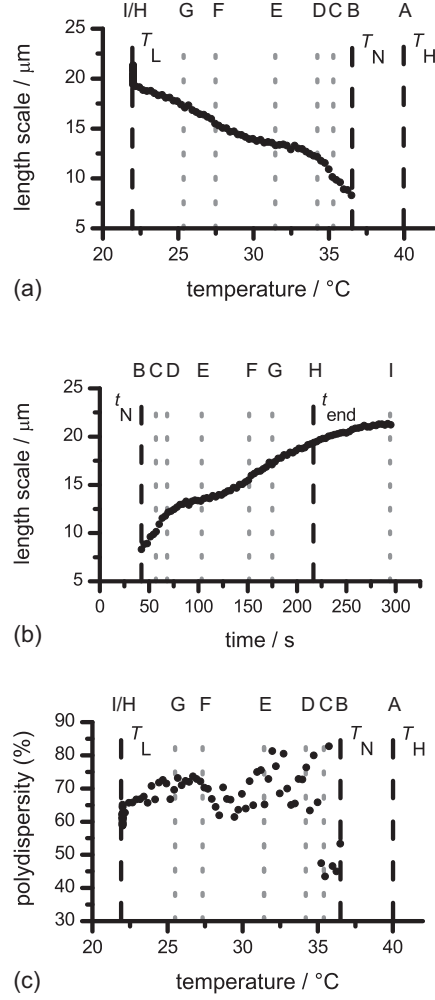 I/H G F E D C B A
T_L T_N T_H
25
20
15
10
5
length scale / μm
20 25 30 35 40
(a) temperature / °C
B C D E F G H I
t_N t_end
25
20
15
10
5
length scale / μm
0 50 100 150 200 250 300
(b) time / s
I/H G F E D C B A
T_L T_N T_H
90
80
70
60
50
40
30
polydispersity (%)
20 25 30 35 40
(c) temperature / °C